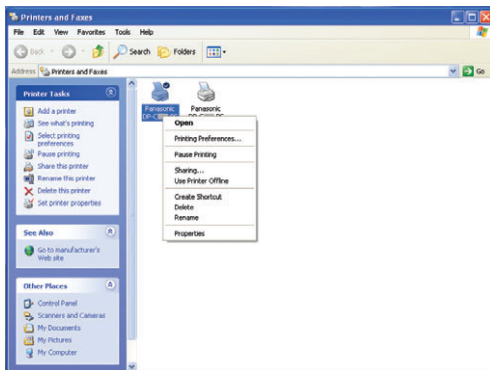 Printers and Faxes
File Edit View Favorites Tools Help
Back Search Folders
Address Printers and Faxes Go
Printer Tasks
Add a printer
See what's printing
Select printing
preferences
Pause printing
Share this printer
Rename this printer
Delete this printer
Set printer properties
See Also
Go to manufacturer's
Web site
Other Places
Control Panel
Scanners and Cameras
My Documents
My Pictures
My Computer
Panasonic
Panasonic
Open
Printing Preferences...
Pause Printing
Sharing...
Use Printer Offline
Create Shortcut
Delete
Rename
Properties